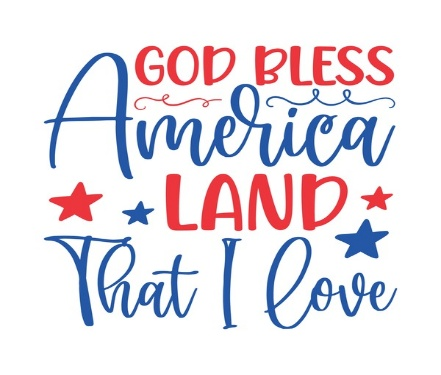 GOD BLESS
America
LAND
That I love